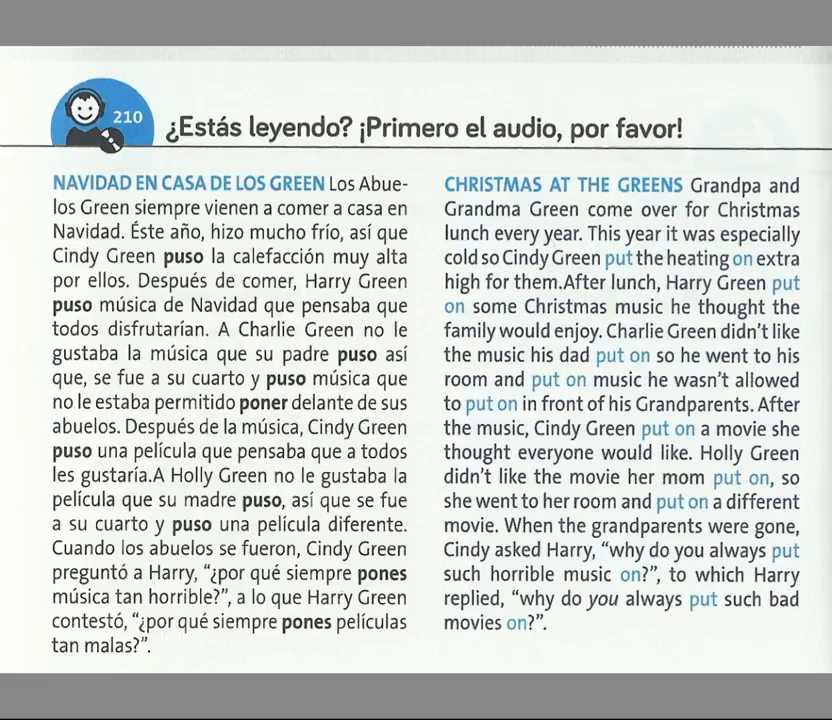 210
¿Estás leyendo? ¡Primero el audio, por favor!
NAVIDAD EN CASA DE LOS GREEN Los Abue-
los Green siempre vienen a comer a casa en
Navidad. Éste año, hizo mucho frío, así que
Cindy Green puso la calefacción muy alta
por ellos. Después de comer, Harry Green
puso música de Navidad que pensaba que
todos disfrutarían. A Charlie Green no le
gustaba la música que su padre puso así
que, se fue a su cuarto y puso música que
no le estaba permitido poner delante de sus
abuelos. Después de la música, Cindy Green
puso una película que pensaba que a todos
les gustaría.A Holly Green no le gustaba la
película que su madre puso, así que se fue
a su cuarto y puso una película diferente.
Cuando los abuelos se fueron, Cindy Green
preguntó a Harry, “¿por qué siempre pones
música tan horrible?”, a lo que Harry Green
contestó, “¿por qué siempre pones películas
tan malas?”.
CHRISTMAS AT THE GREENS Grandpa and
Grandma Green come over for Christmas
lunch every year. This year it was especially
cold so Cindy Green put the heating on extra
high for them.After lunch, Harry Green put
on some Christmas music he thought the
family would enjoy. Charlie Green didn’t like
the music his dad put on so he went to his
room and put on music he wasn’t allowed
to put on in front of his Grandparents. After
the music, Cindy Green put on a movie she
thought everyone would like. Holly Green
didn’t like the movie her mom put on, so
she went to her room and put on a different
movie. When the grandparents were gone,
Cindy asked Harry, “why do you always put
such horrible music on?”, to which Harry
replied, “why do you always put such bad
movies on?”.